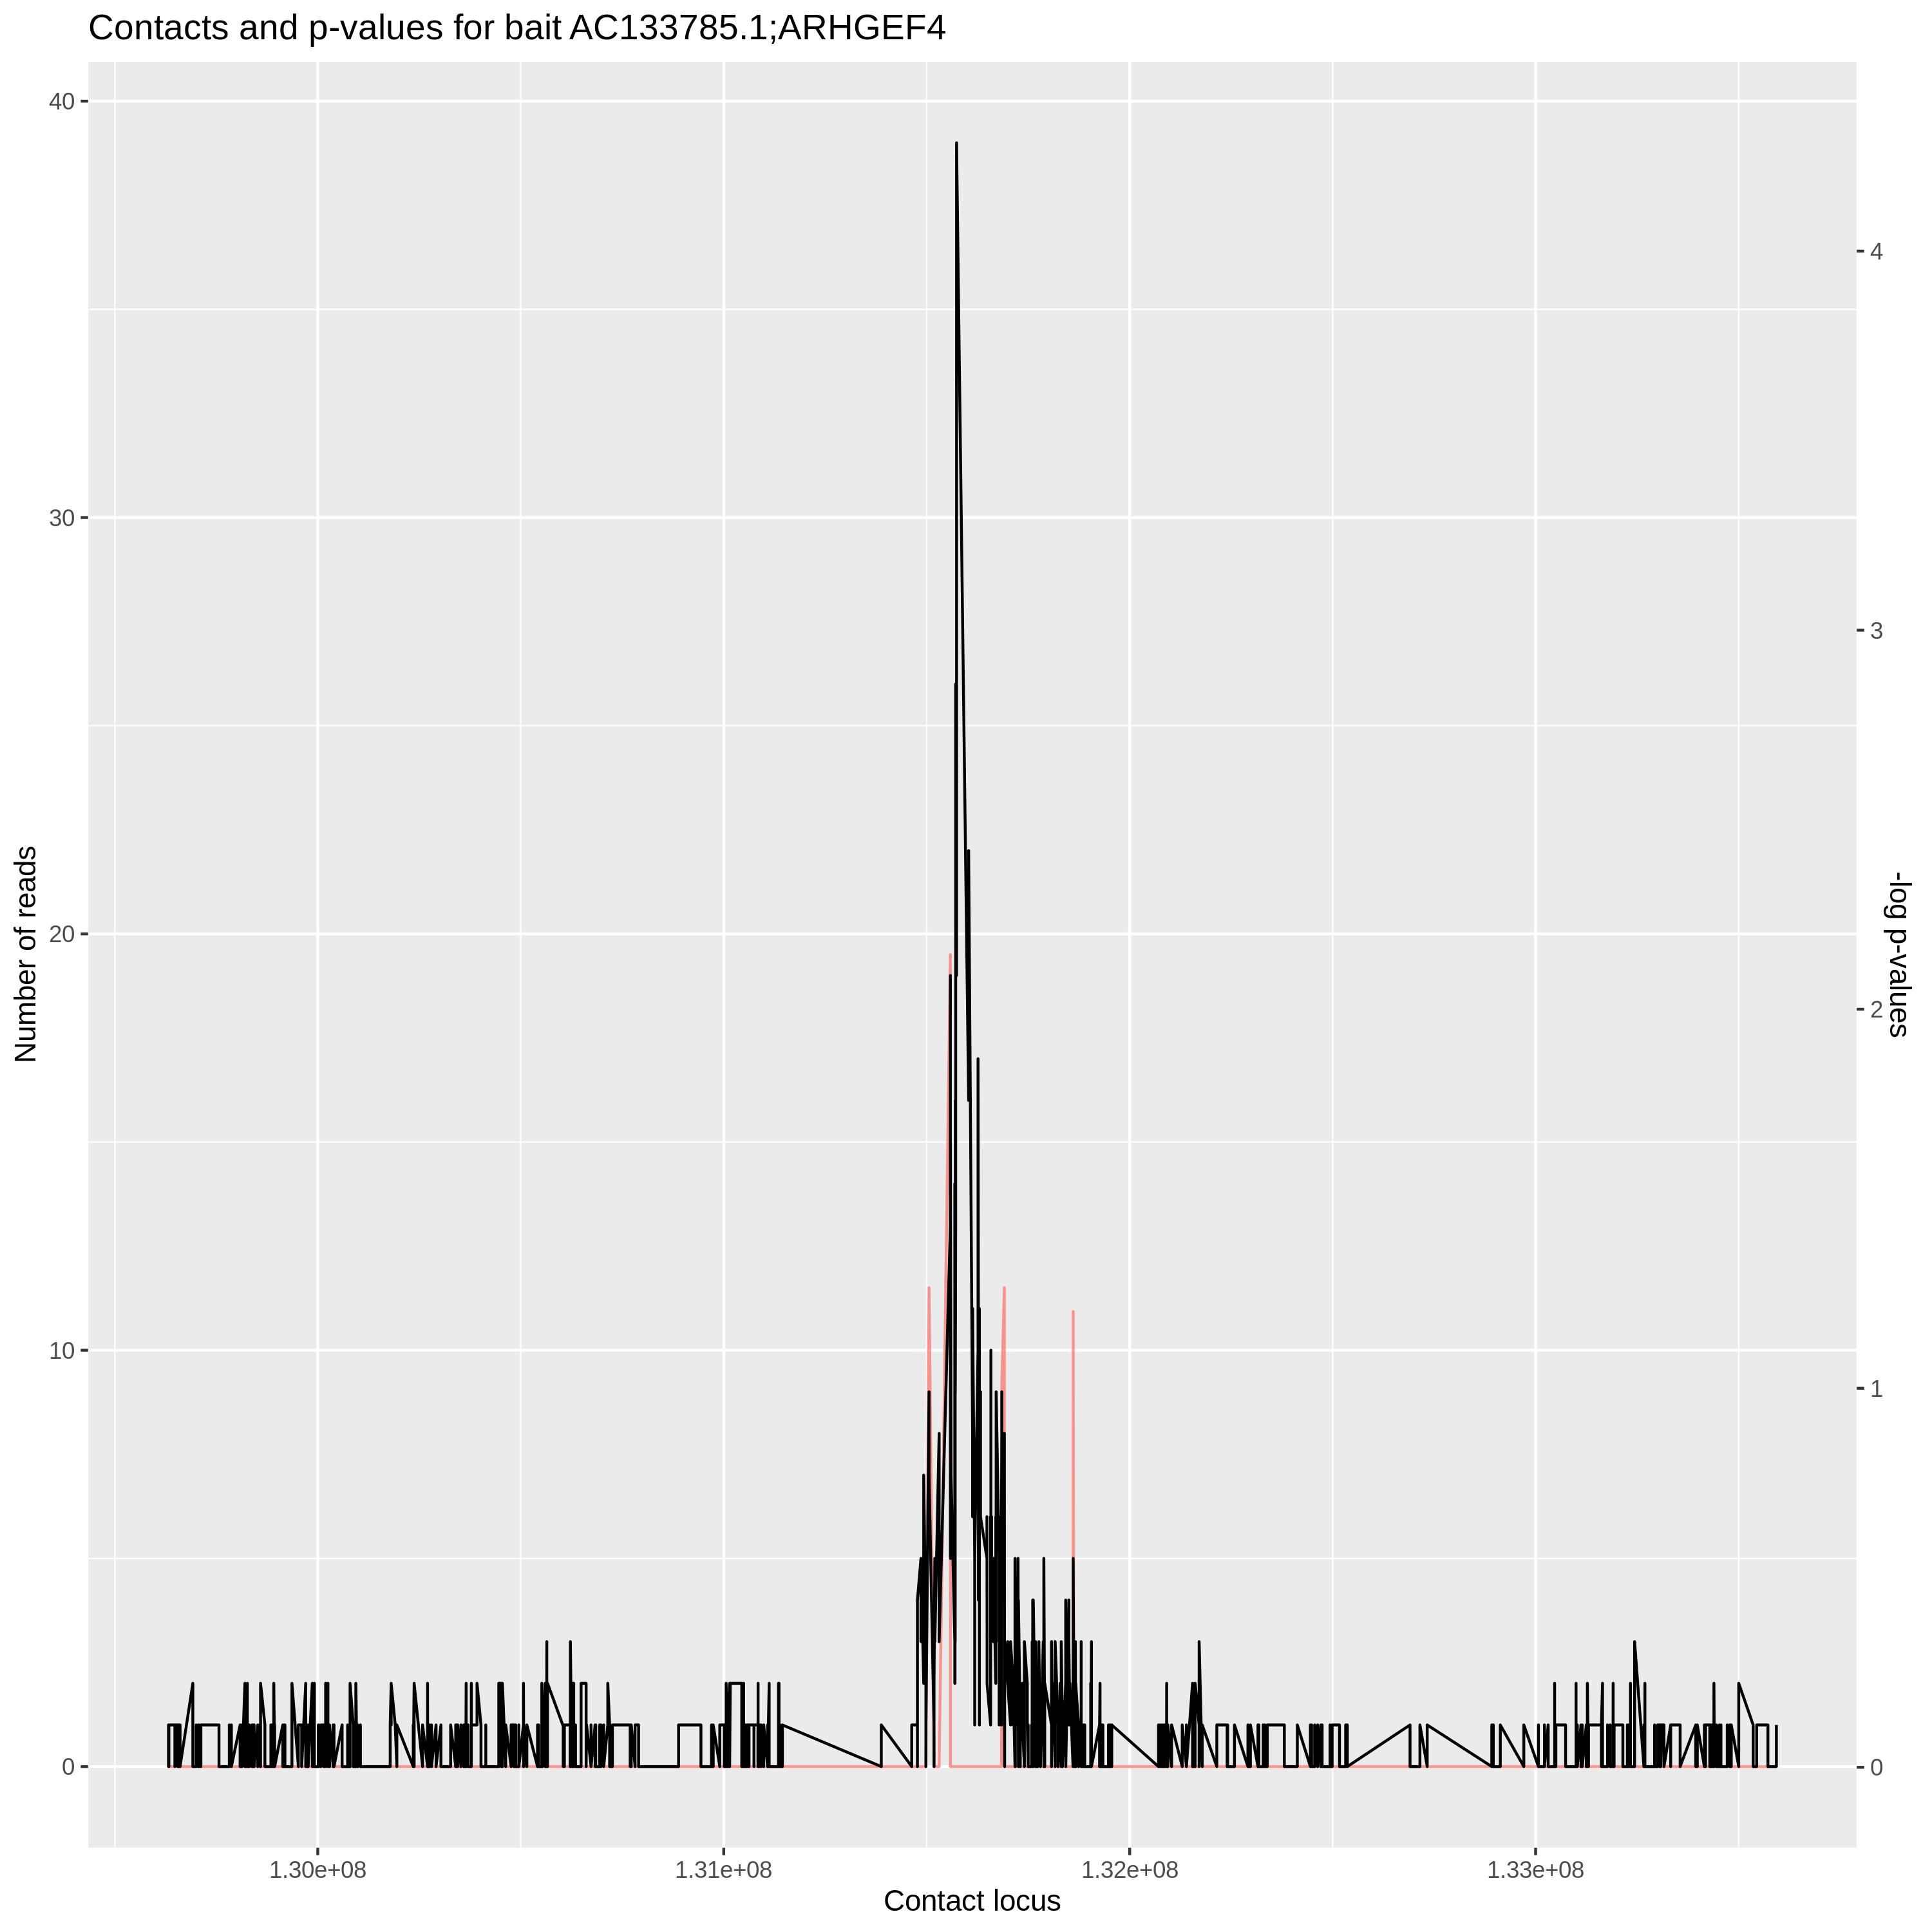 Contacts and p-values for bait AC133785.1;ARHGEF4
40
30
20
10
0
Number of reads
4
3
2
1
0
-log p-values
1.30e+08
1.31e+08
1.32e+08
1.33e+08
Contact locus